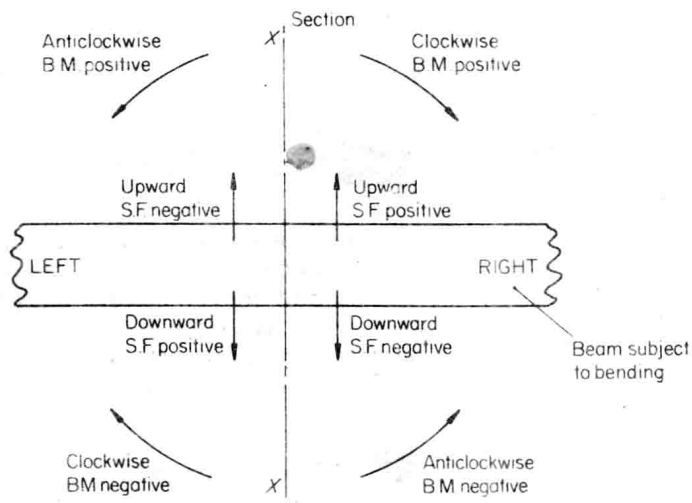 Section
X
Anticlockwise
B M. positive
Clockwise
B.M. positive
Upward
S.F. negative
Upward
S F positive
LEFT
RIGHT
Downward
S.F. positive
Downward
S.F. negative
Beam subject
to bending
Clockwise
BM negative
X
Anticlockwise
B M negative